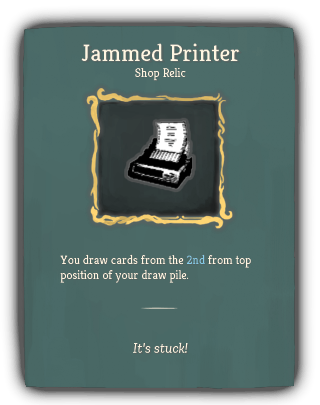 Jammed Printer
Shop Relic
You draw cards from the 2nd from top
position of your draw pile.
It's stuck!